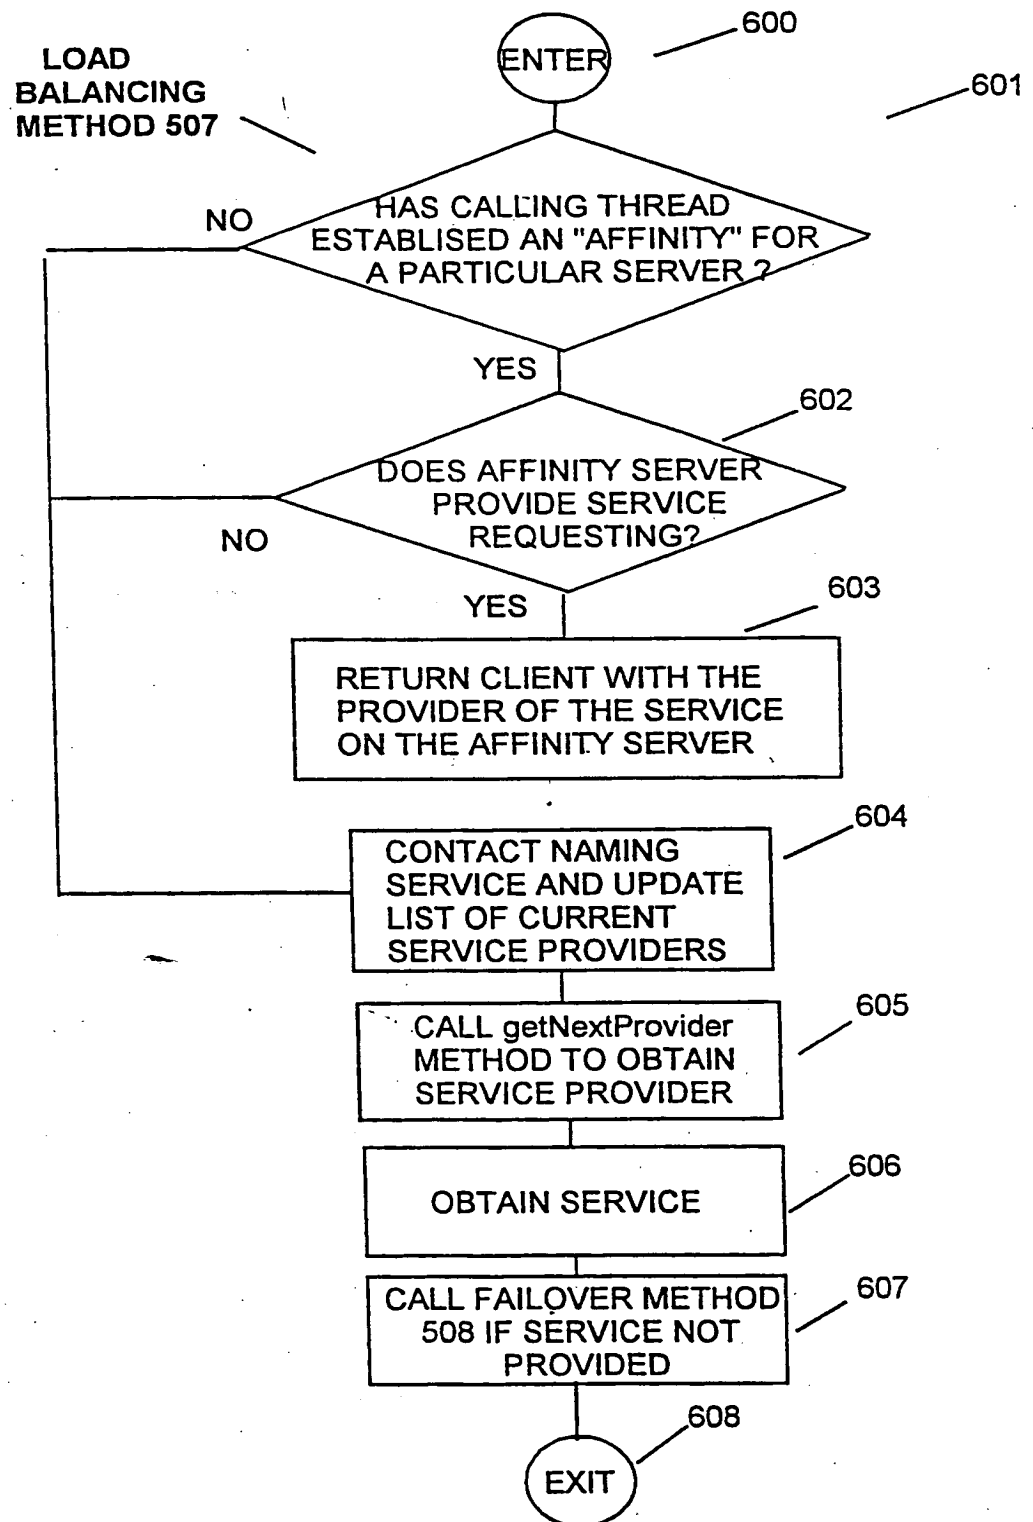 600
ENTER
LOAD
BALANCING
METHOD 507
601
HAS CALLING THREAD
ESTABLISED AN "AFFINITY" FOR
A PARTICULAR SERVER ?
NO
YES
602
DOES AFFINITY SERVER
PROVIDE SERVICE
REQUESTING?
NO
YES
603
RETURN CLIENT WITH THE
PROVIDER OF THE SERVICE
ON THE AFFINITY SERVER
604
CONTACT NAMING
SERVICE AND UPDATE
LIST OF CURRENT
SERVICE PROVIDERS
605
CALL getNextProvider
METHOD TO OBTAIN
SERVICE PROVIDER
606
OBTAIN SERVICE
607
CALL FAILOVER METHOD
508 IF SERVICE NOT
PROVIDED
608
EXIT